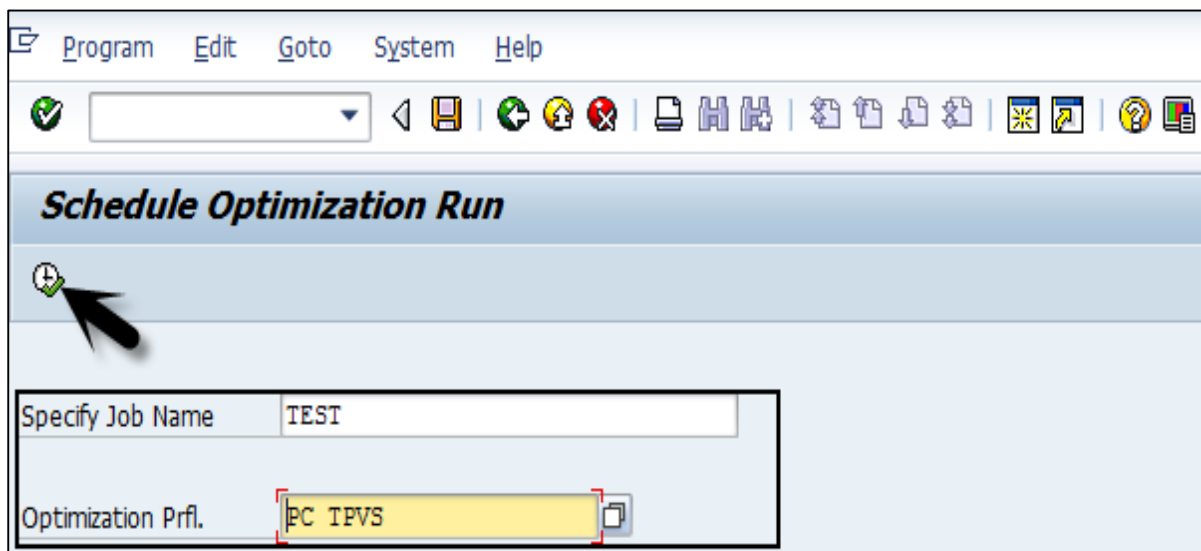 Program Edit Goto System Help
Schedule Optimization Run
Specify Job Name TEST
Optimization Prfl. PC TPVS